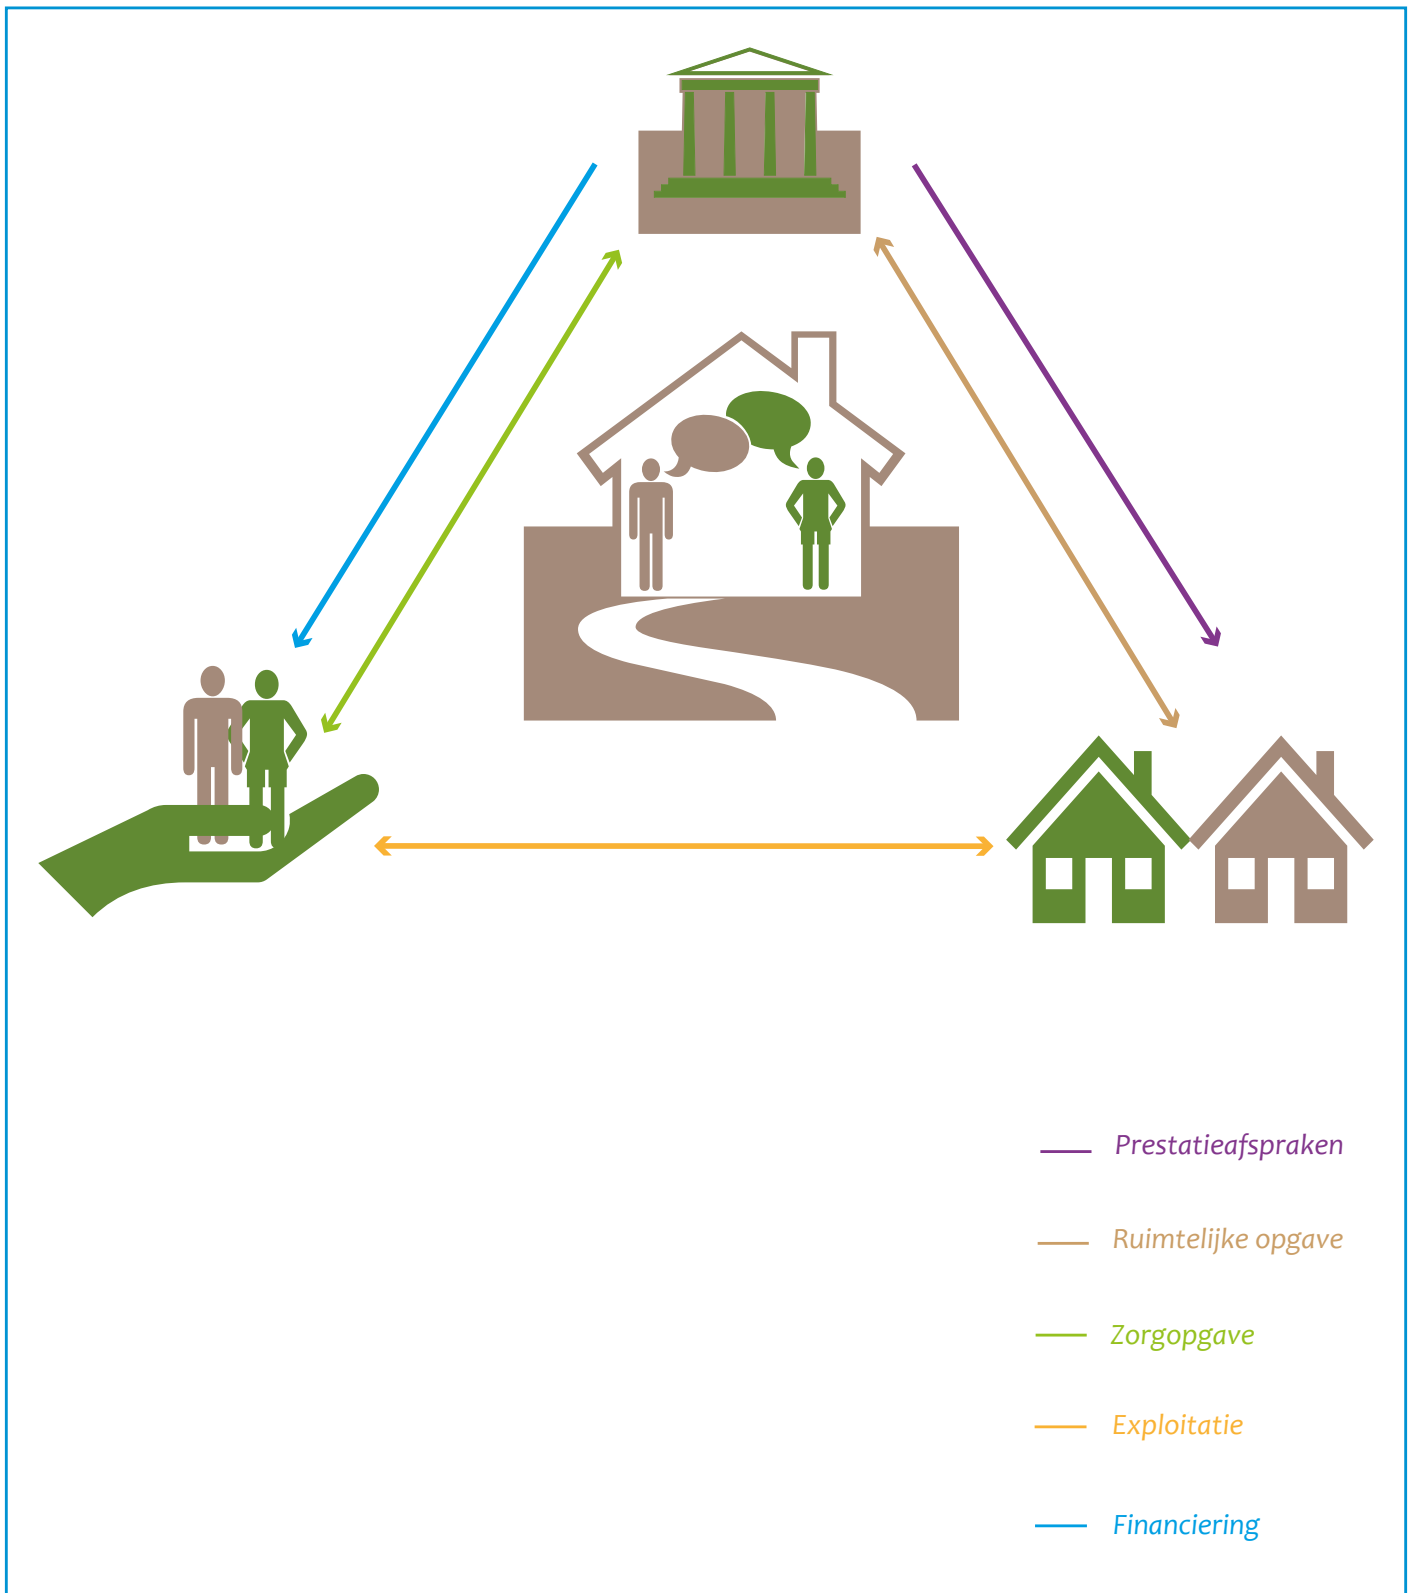 Prestatieafspraken
Ruimtelijke opgave
Zorgopgave
Exploitatie
Financiering